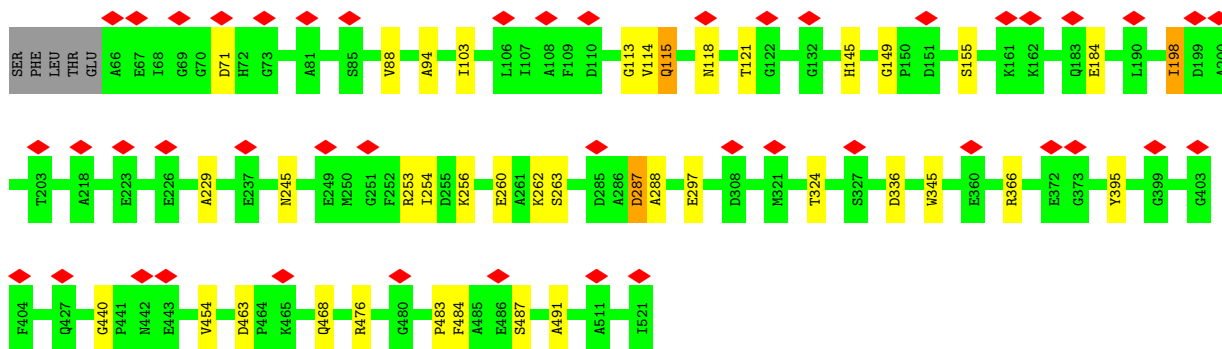 SER PHE LEU THR GLU A66 E67 I68 G69 G70 D71 H72 G73 A81 S85 V88 A94 I103 L106 I107 A108 F109 D110 G113 V114 Q115 N118 T121 G122 G132 H145 G149 P150 D151 S155 K161 K162 Q183 E184 L190 I198 D199 A200
T203 A218 E223 E226 A229 E237 N245 E249 M250 G251 F252 R253 I254 D255 K256 E260 A261 K262 S263 D285 A286 D287 A288 E297 D308 M321 T324 S327 D336 W345 E360 R366 E372 G373 Y395 G399 G403
F404 Q427 G440 P441 N442 E443 V454 D463 P464 K465 Q468 R476 G480 P483 F484 A485 E486 S487 A491 A511 I521